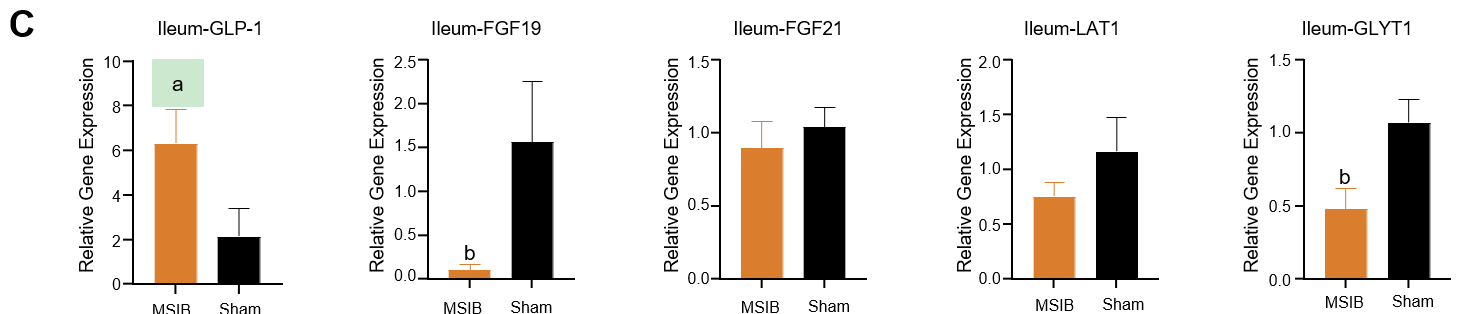 C
Ileum-GLP-1
Relative Gene Expression
10
8
6
4
2
0
a
MSIB
Sham
Ileum-FGF19
Relative Gene Expression
2.5
2.0
1.5
1.0
0.5
0.0
b
MSIB
Sham
Ileum-FGF21
Relative Gene Expression
1.5
1.0
0.5
0.0
MSIB
Sham
Ileum-LAT1
Relative Gene Expression
2.0
1.5
1.0
0.5
0.0
MSIB
Sham
Ileum-GLYT1
Relative Gene Expression
1.5
1.0
0.5
0.0
b
MSIB
Sham